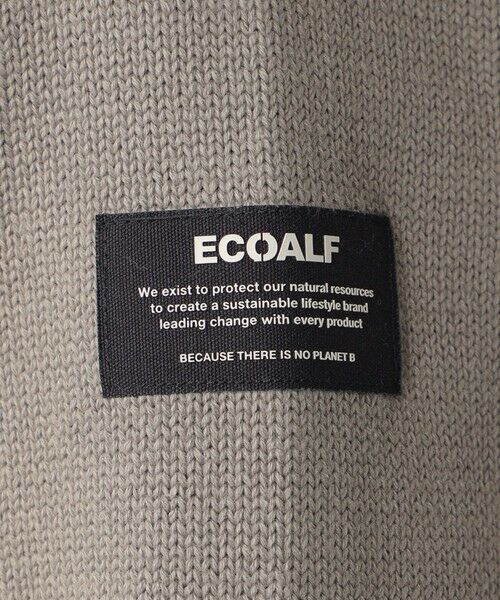 ECOALF
We exist to protect our natural resources
to create a sustainable lifestyle brand
leading change with every product
BECAUSE THERE IS NO PLANET B